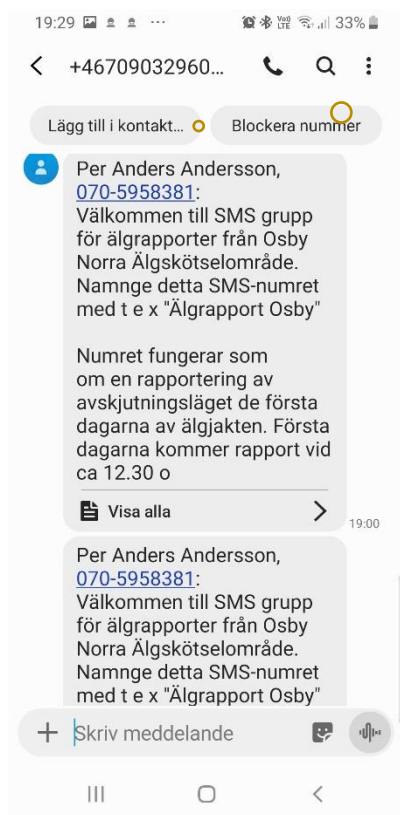 19:29 33%
+46709032960...
Lägg till i kontakt... Blockera nummer
Per Anders Andersson,
070-5958381:
Välkommen till SMS grupp
för älgrapporter från Osby
Norra Älgskötselområde.
Namnge detta SMS-numret
med t e x "Älgrapport Osby"
Numret fungerar som
om en rapportering av
avskjutningsläget de första
dagarna av älgjakten. Första
dagarna kommer rapport vid
ca 12.30 o
Visa alla
19:00
Per Anders Andersson,
070-5958381:
Välkommen till SMS grupp
för älgrapporter från Osby
Norra Älgskötselområde.
Namnge detta SMS-numret
med t e x "Älgrapport Osby"
Skriv meddelande